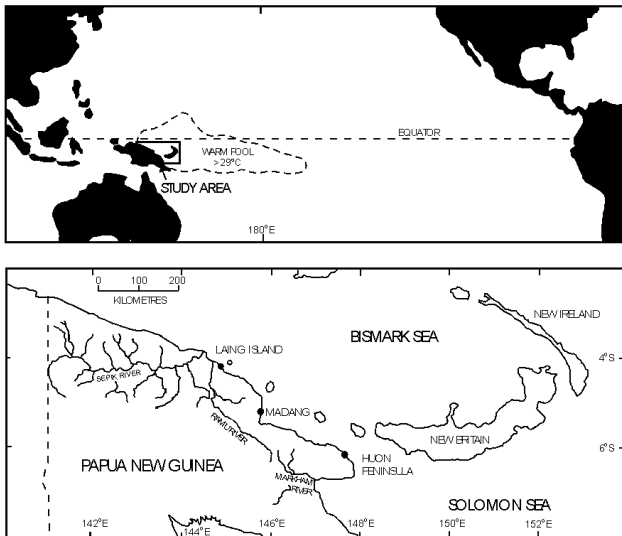 EQUATOR
WARM POOL
>29°C
STUDY AREA
180°E
0 100 200
KILOMETRES
NEW IRELAND
BISMARK SEA
LAING ISLAND
4°S
SEPIK RIVER
MADANG
RAMU RIVER
NEW BRITAIN
HUON
PENINSULA
6°S
PAPUA NEW GUINEA
MARKHAM
RIVER
SOLOMON SEA
142°E
144°E
146°E
148°E
150°E
152°E